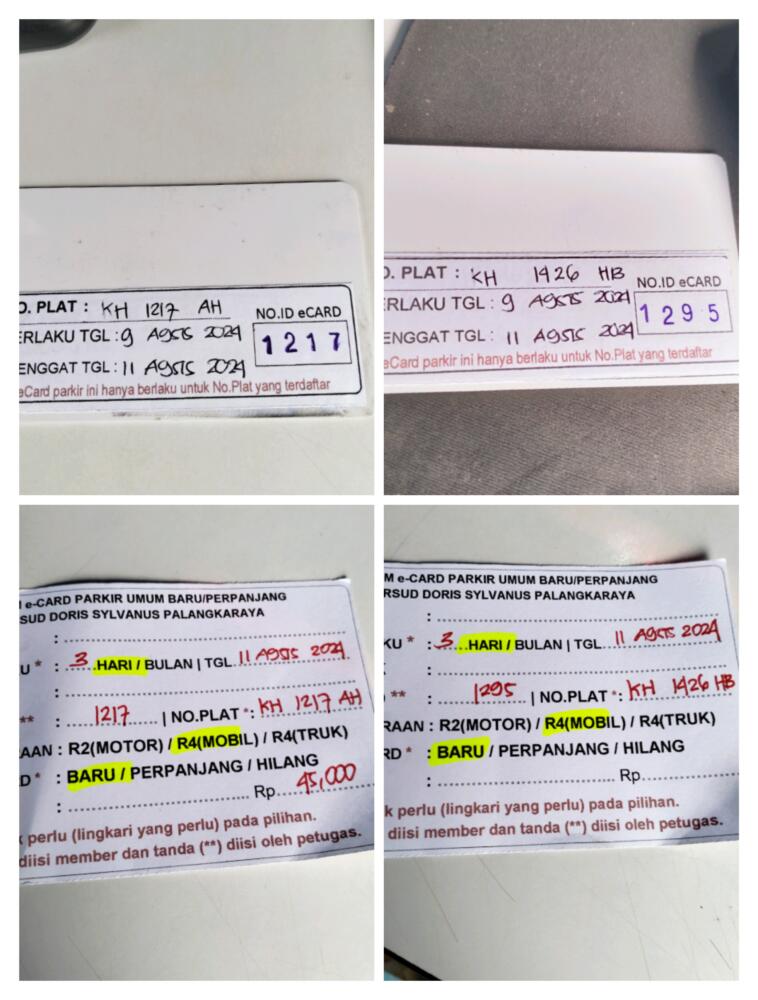 O. PLAT : KH 1217 AH
NO.ID eCARD
ERLAKU TGL : 9 AGSTS 2024
1217
ENGGAT TGL : 11 AGSTS 2024
eCard parkir ini hanya berlaku untuk No.Plat yang terdaftar
O. PLAT : KH 1426 HB
NO.ID eCARD
ERLAKU TGL : 9 AGSTS 2024
1295
ENGGAT TGL : 11 AGSTS 2024
eCard parkir ini hanya berlaku untuk No.Plat yang terdaftar
M e-CARD PARKIR UMUM BARU/PERPANJANG
RSUD DORIS SYLVANUS PALANGKARAYA
:
U * : 3 HARI / BULAN | TGL. 11 AGSTS 2024
:
** : 1217 | NO.PLAT *: KH 1217 AH
RAAN : R2(MOTOR) / R4(MOBIL) / R4(TRUK)
D * : BARU / PERPANJANG / HILANG
: Rp. 45,000
k perlu (lingkari yang perlu) pada pilihan.
diisi member dan tanda (**) diisi oleh petugas.
M e-CARD PARKIR UMUM BARU/PERPANJANG
RSUD DORIS SYLVANUS PALANGKARAYA
:
KU * : 3 HARI / BULAN | TGL 11 AGSTS 2024
:
** : 1295 | NO.PLAT *: KH 1426 HB
RAAN : R2(MOTOR) / R4(MOBIL) / R4(TRUK)
RD * : BARU / PERPANJANG / HILANG
: Rp.
k perlu (lingkari yang perlu) pada pilihan.
diisi member dan tanda (**) diisi oleh petugas.